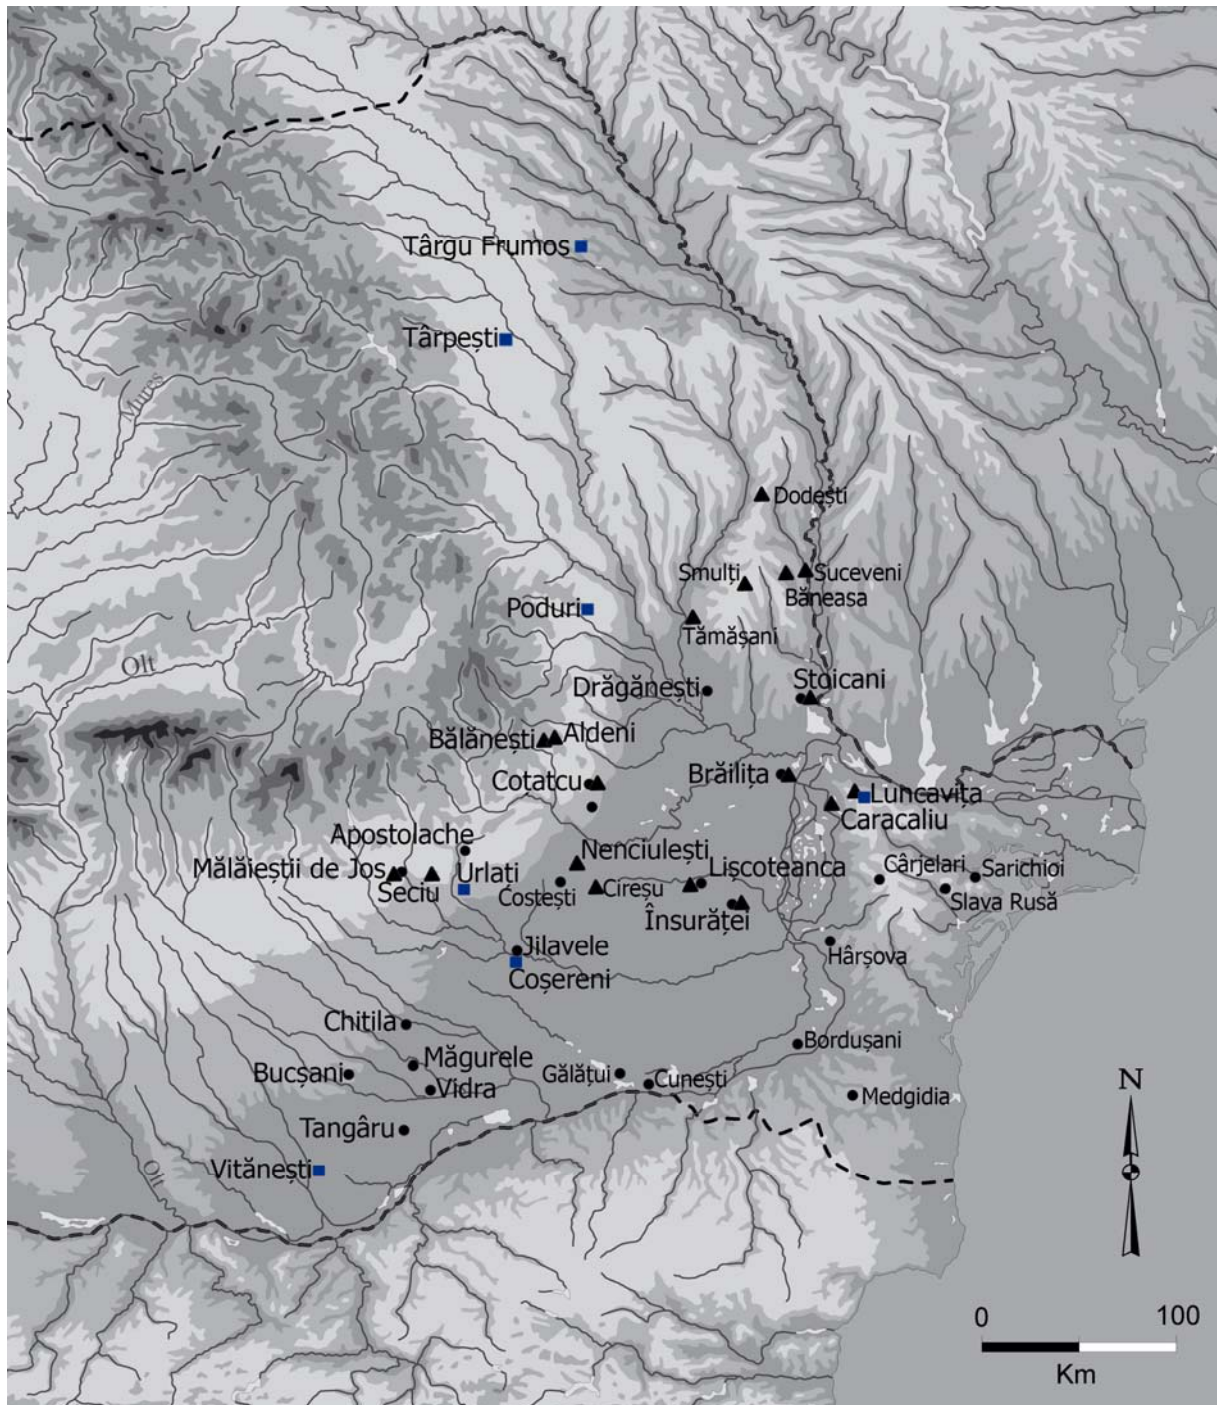 Târgu Frumos
Târpești
Mureș
Dodești
Smulți
Suceveni
Băneasa
Poduri
Tămășani
Olt
Drăgănești
Stoicani
Bălănești
Aldeni
Brăilița
Coțatcu
Luncavița
Caracaliu
Apostolache
Nenciulești
Mălăieștii de Jos
Urlați
Lișcoteanca
Cârjelari
Sarichioi
Seciu
Costești
Cireșu
Slava Rusă
Însurăței
Jilavele
Hârșova
Coșereni
Chitila
Bordușani
Măgurele
Bucșani
Gălățui
Cunești
Vidra
Medgidia
N
Tangâru
Vitănești
Olt
0 100
Km